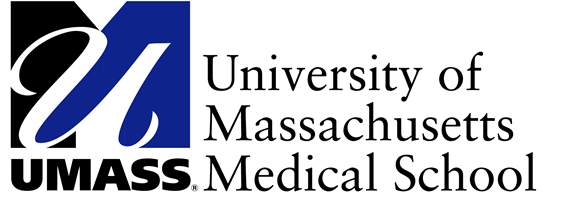 University of
Massachusetts
Medical School
UMASS®